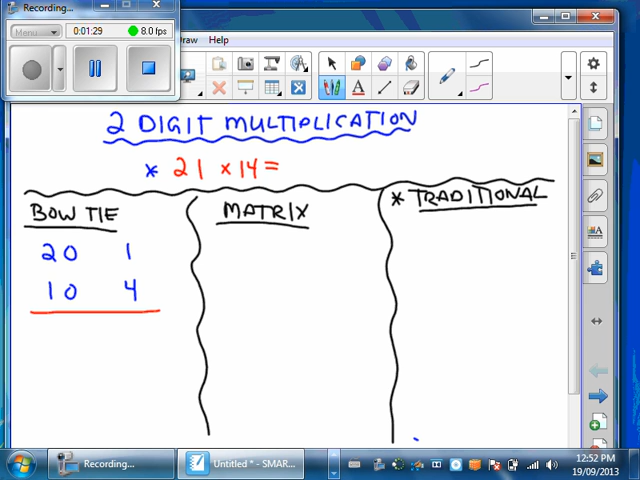 Recording...
Menu
0:01:29
8.0 fps
Draw Help
2 DIGIT MULTIPLICATION
* 21 x 14 =
BOW TIE
MATRIX
* TRADITIONAL
20 1
10 4
Recording...
Untitled * - SMAR...
12:52 PM
19/09/2013